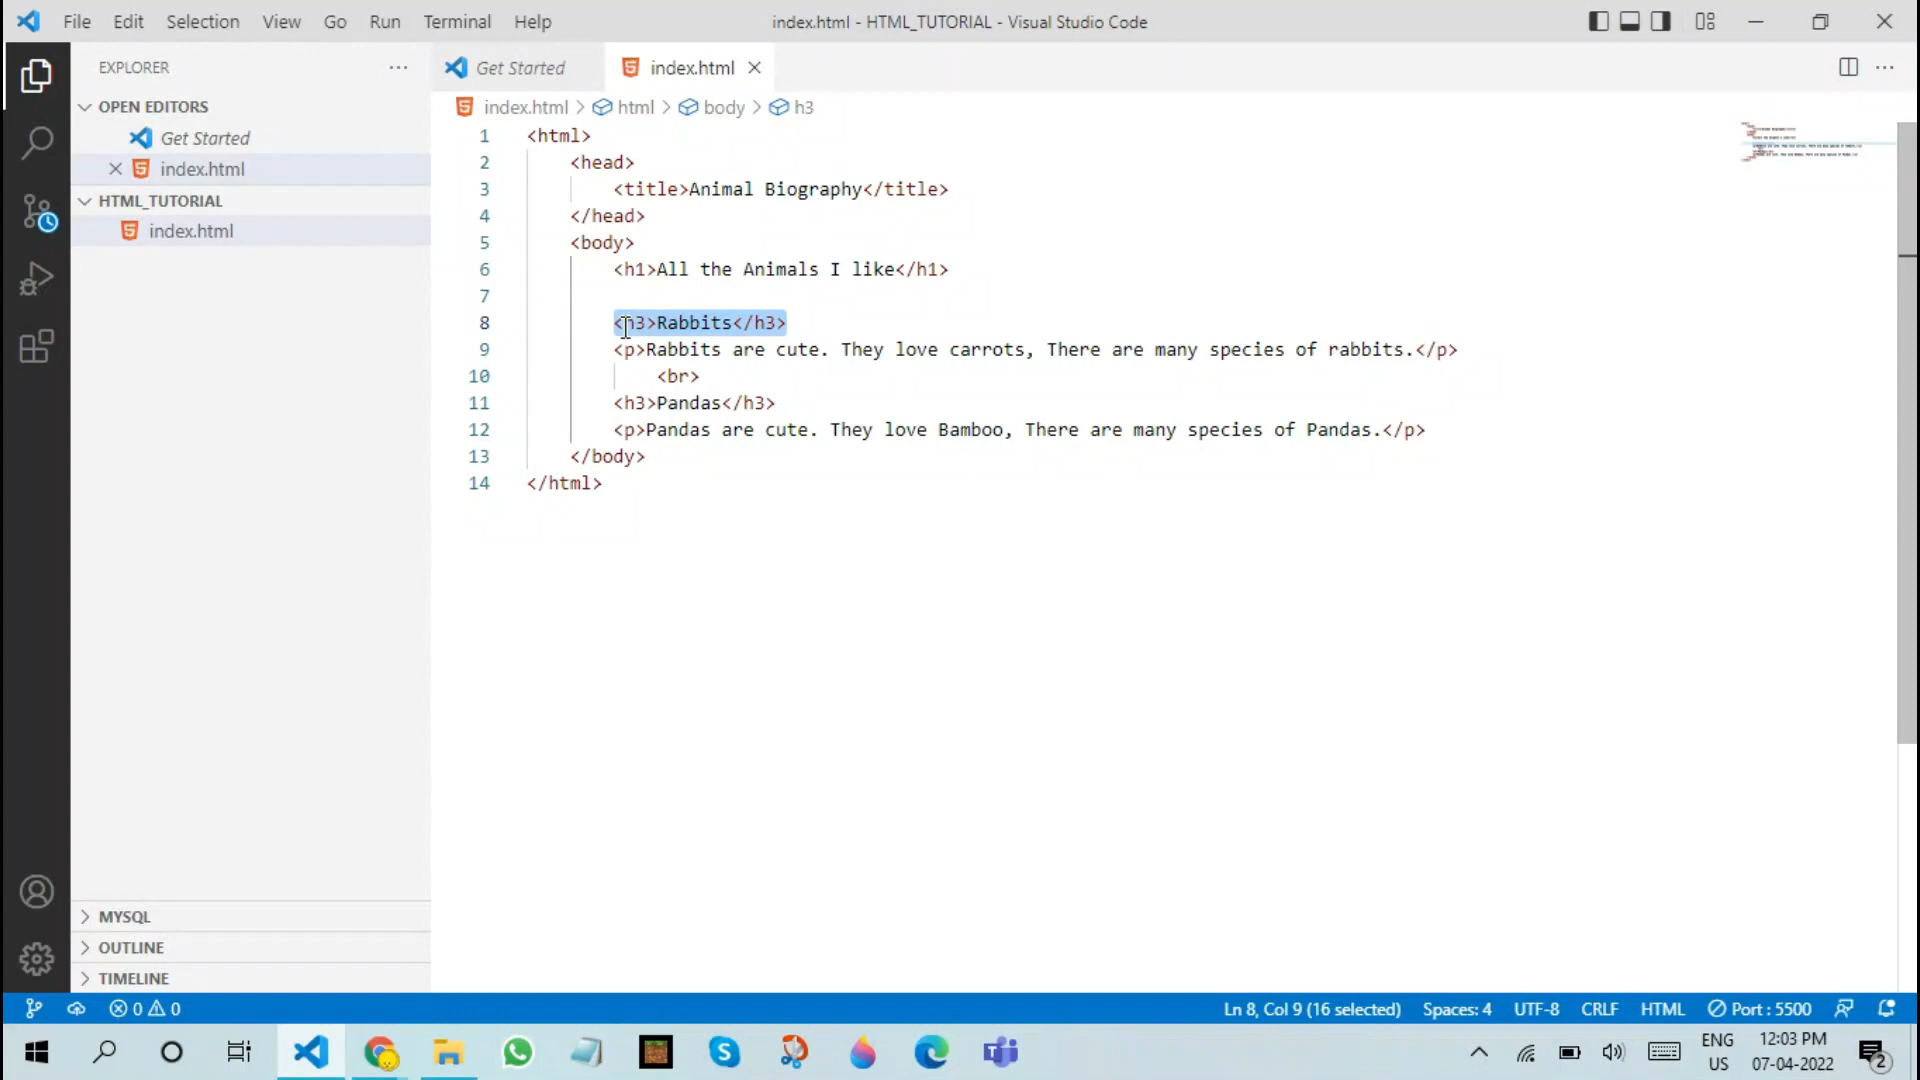 File Edit Selection View Go Run Terminal Help index.html - HTML_TUTORIAL - Visual Studio Code
EXPLORER
Get Started
index.html
OPEN EDITORS
Get Started
index.html
HTML_TUTORIAL
index.html
MYSQL
OUTLINE
TIMELINE
index.html > html > body > h3
1 <html>
2 <head>
3 <title>Animal Biography</title>
4 </head>
5 <body>
6 <h1>All the Animals I like</h1>
7
8 <h3>Rabbits</h3>
9 <p>Rabbits are cute. They love carrots, There are many species of rabbits.</p>
10 <br>
11 <h3>Pandas</h3>
12 <p>Pandas are cute. They love Bamboo, There are many species of Pandas.</p>
13 </body>
14 </html>
0 0 Ln 8, Col 9 (16 selected) Spaces: 4 UTF-8 CRLF HTML Port : 5500
ENG
US
12:03 PM
07-04-2022
2